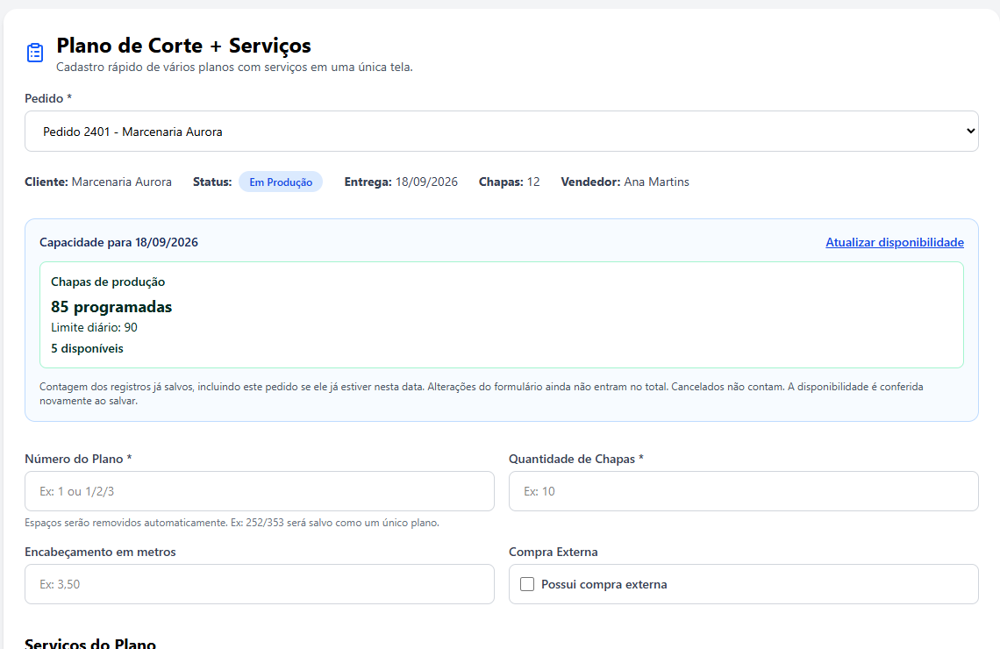 Plano de Corte + Serviços
Cadastro rápido de vários planos com serviços em uma única tela.
Pedido *
Pedido 2401 - Marcenaria Aurora
Cliente: Marcenaria Aurora Status: Em Produção Entrega: 18/09/2026 Chapas: 12 Vendedor: Ana Martins
Capacidade para 18/09/2026 Atualizar disponibilidade
Chapas de produção
85 programadas
Limite diário: 90
5 disponíveis
Contagem dos registros já salvos, incluindo este pedido se ele já estiver nesta data. Alterações do formulário ainda não entram no total. Cancelados não contam. A disponibilidade é conferida
novamente ao salvar.
Número do Plano * Quantidade de Chapas *
Ex: 1 ou 1/2/3 Ex: 10
Espaços serão removidos automaticamente. Ex: 252/353 será salvo como um único plano.
Encabeçamento em metros Compra Externa
Ex: 3,50 Possui compra externa
Serviços do Plano